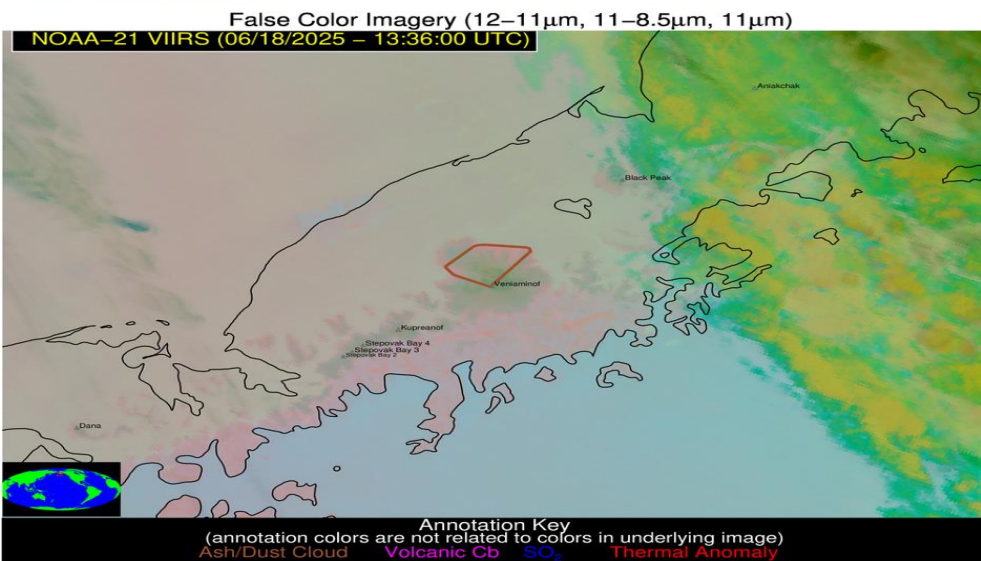 False Color Imagery (12–11µm, 11–8.5µm, 11µm)
NOAA–21 VIIRS (06/18/2025 – 13:36:00 UTC)
Aniakchak
Black Peak
Veniaminof
Kupreanof
Stepovak Bay 4
Stepovak Bay 3
Stepovak Bay 2
Dana
Annotation Key
(annotation colors are not related to colors in underlying image)
Ash/Dust Cloud Volcanic Cb SO₂ Thermal Anomaly